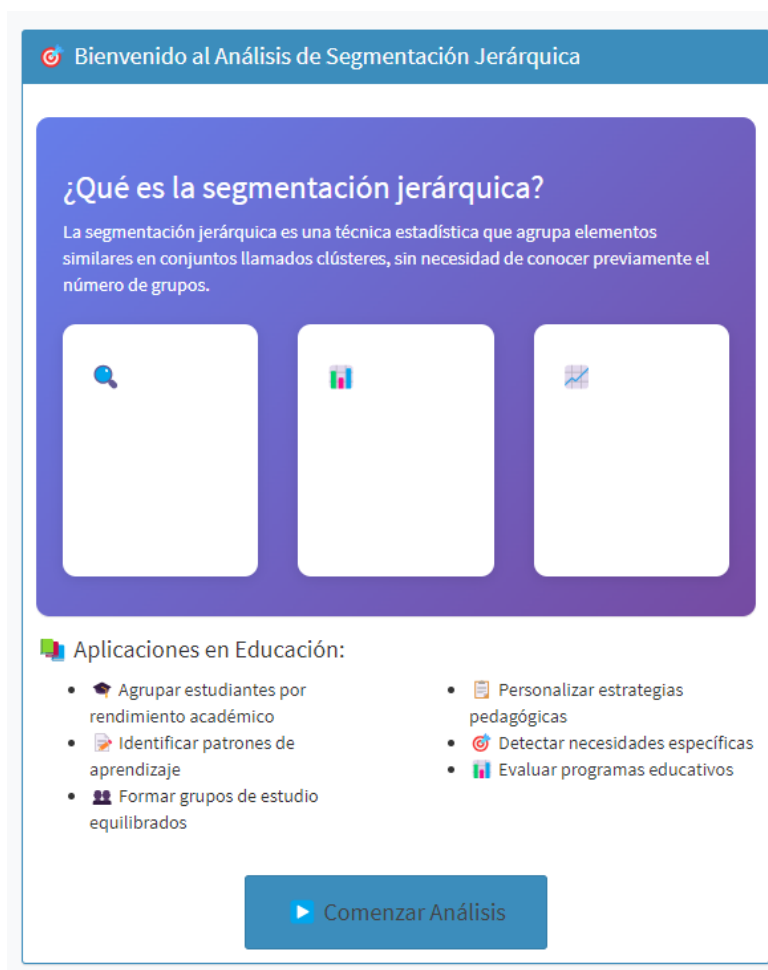 Bienvenido al Análisis de Segmentación Jerárquica
¿Qué es la segmentación jerárquica?
La segmentación jerárquica es una técnica estadística que agrupa elementos
similares en conjuntos llamados clústeres, sin necesidad de conocer previamente el
número de grupos.
Aplicaciones en Educación:
Agrupar estudiantes por
rendimiento académico
Identificar patrones de
aprendizaje
Formar grupos de estudio
equilibrados
Personalizar estrategias
pedagógicas
Detectar necesidades específicas
Evaluar programas educativos
Comenzar Análisis